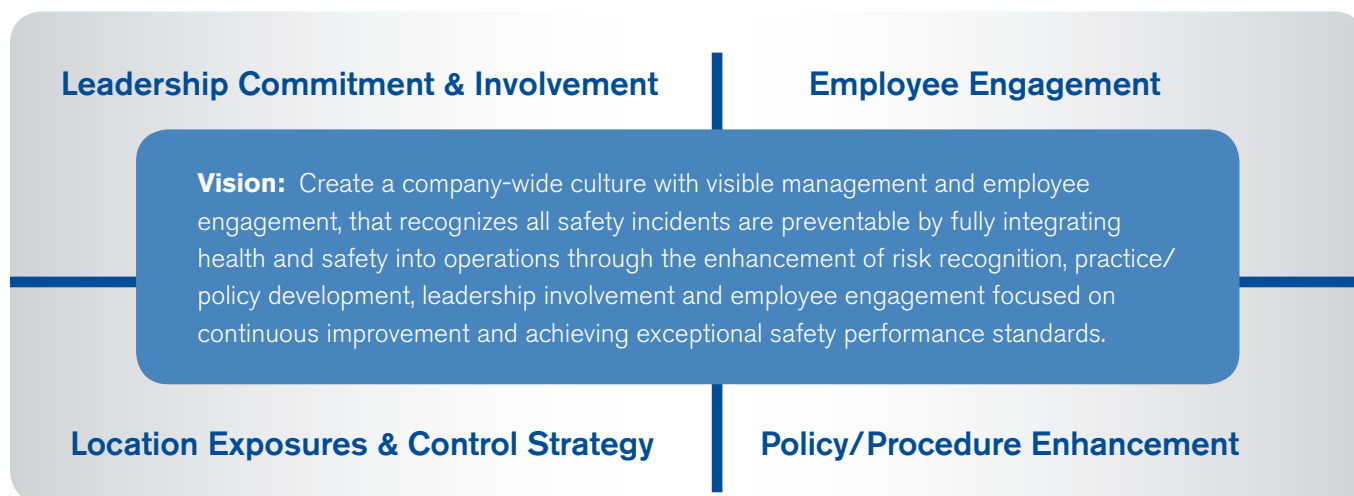 Leadership Commitment & Involvement
Employee Engagement
Vision: Create a company-wide culture with visible management and employee
engagement, that recognizes all safety incidents are preventable by fully integrating
health and safety into operations through the enhancement of risk recognition, practice/
policy development, leadership involvement and employee engagement focused on
continuous improvement and achieving exceptional safety performance standards.
Location Exposures & Control Strategy
Policy/Procedure Enhancement